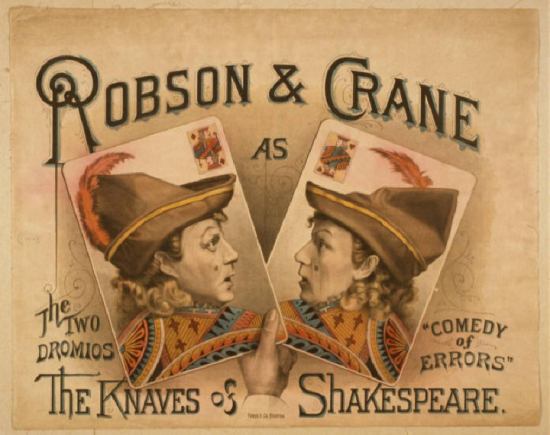 ROBSON & CRANE
AS
The
TWO
DROMIOS
"COMEDY
of
ERRORS"
THE KNAVES of SHAKESPEARE.